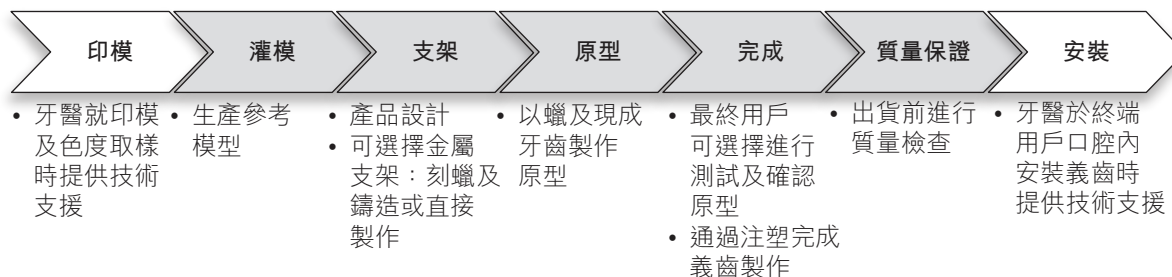 印模
灌模
支架
原型
完成
質量保證
安裝
• 牙醫就印模
及色度取樣
時提供技術
支援
• 生產參考
模型
• 產品設計
• 可選擇金屬
支架：刻蠟及
鑄造或直接
製作
• 以蠟及現成
牙齒製作
原型
• 最終用戶
可選擇進行
測試及確認
原型
• 通過注塑完成
義齒製作
• 出貨前進行
質量檢查
• 牙醫於終端
用戶口腔內
安裝義齒時
提供技術支援